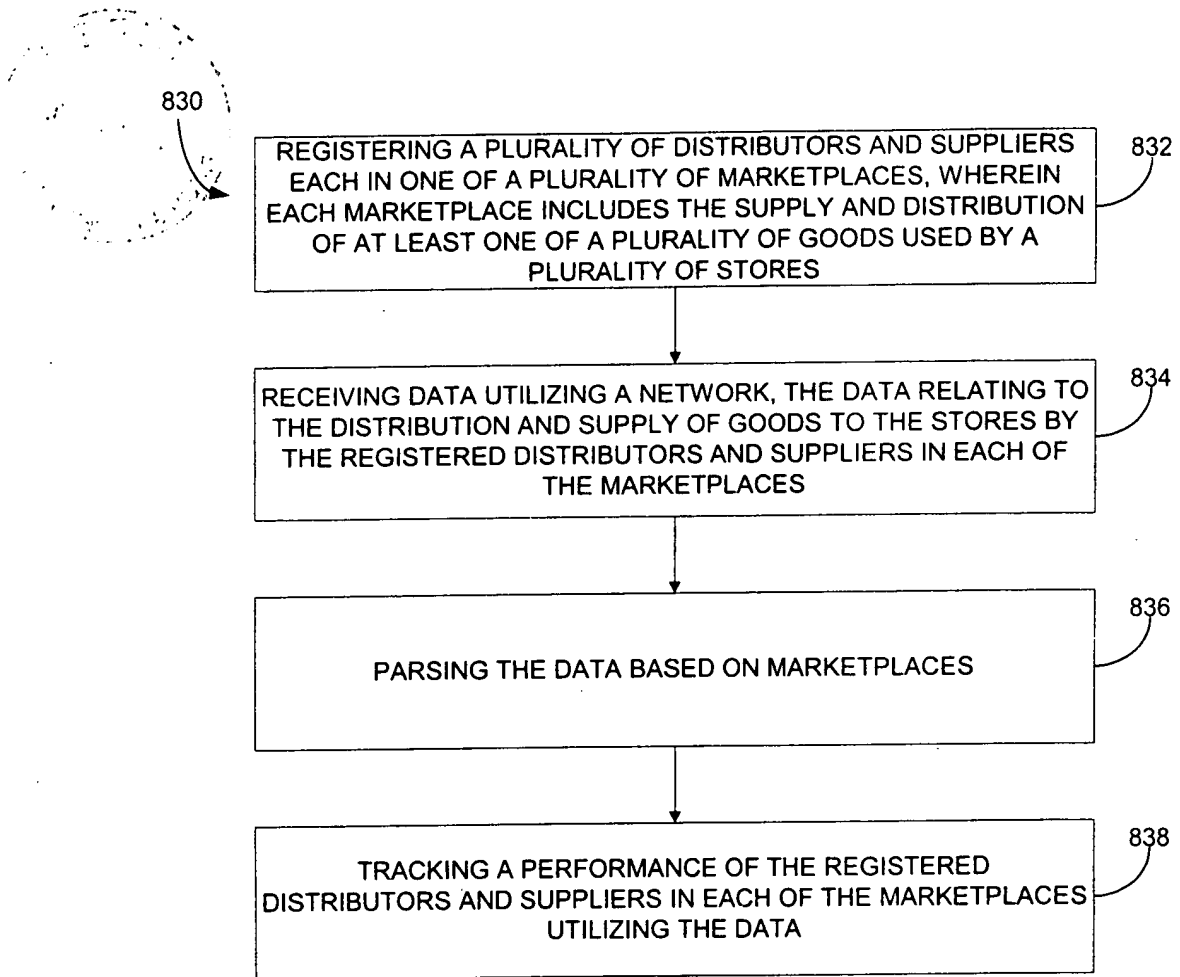 830
REGISTERING A PLURALITY OF DISTRIBUTORS AND SUPPLIERS
EACH IN ONE OF A PLURALITY OF MARKETPLACES, WHEREIN
EACH MARKETPLACE INCLUDES THE SUPPLY AND DISTRIBUTION
OF AT LEAST ONE OF A PLURALITY OF GOODS USED BY A
PLURALITY OF STORES
832
RECEIVING DATA UTILIZING A NETWORK, THE DATA RELATING TO
THE DISTRIBUTION AND SUPPLY OF GOODS TO THE STORES BY
THE REGISTERED DISTRIBUTORS AND SUPPLIERS IN EACH OF
THE MARKETPLACES
834
PARSING THE DATA BASED ON MARKETPLACES
836
TRACKING A PERFORMANCE OF THE REGISTERED
DISTRIBUTORS AND SUPPLIERS IN EACH OF THE MARKETPLACES
UTILIZING THE DATA
838